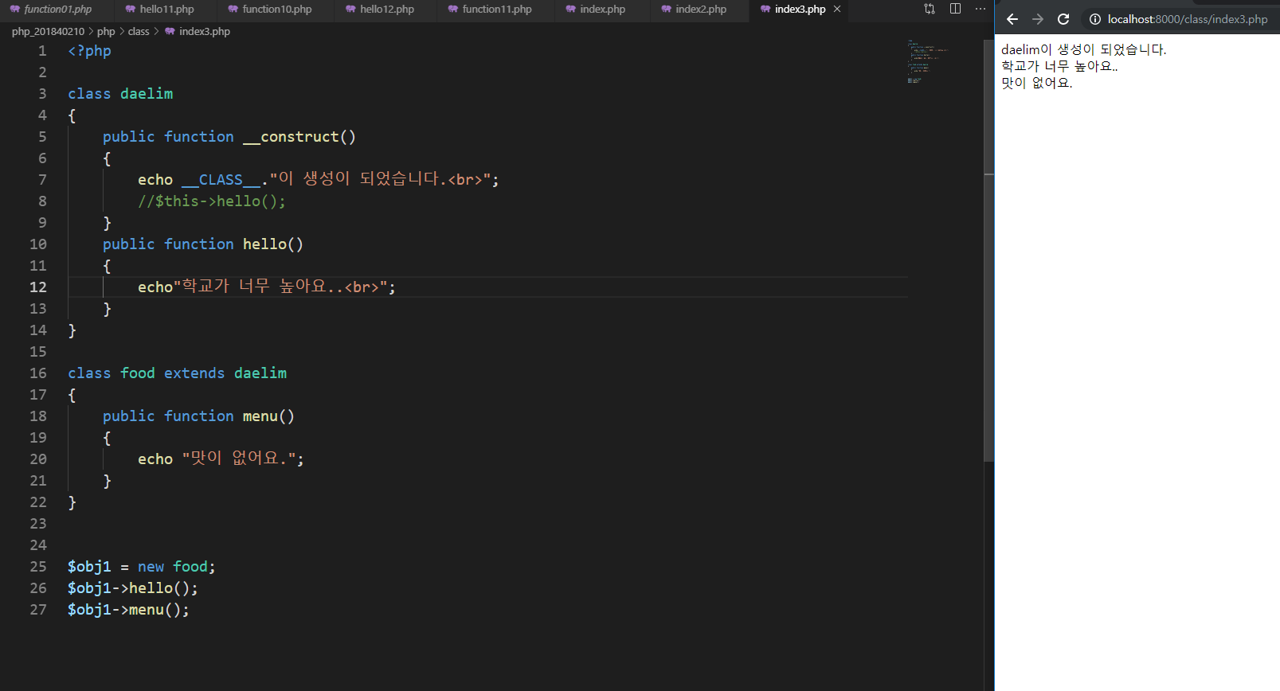 function01.php hello11.php function10.php hello12.php function11.php index.php index2.php index3.php
localhost:8000/class/index3.php
php_201840210 > php > class > index3.php
1 <?php
2
3 class daelim
4 {
5 public function __construct()
6 {
7 echo __CLASS__."이 생성이 되었습니다.<br>";
8 //$this->hello();
9 }
10 public function hello()
11 {
12 echo"학교가 너무 높아요..<br>";
13 }
14 }
15
16 class food extends daelim
17 {
18 public function menu()
19 {
20 echo "맛이 없어요.";
21 }
22 }
23
24
25 $obj1 = new food;
26 $obj1->hello();
27 $obj1->menu();
daelim이 생성이 되었습니다.
학교가 너무 높아요..
맛이 없어요.